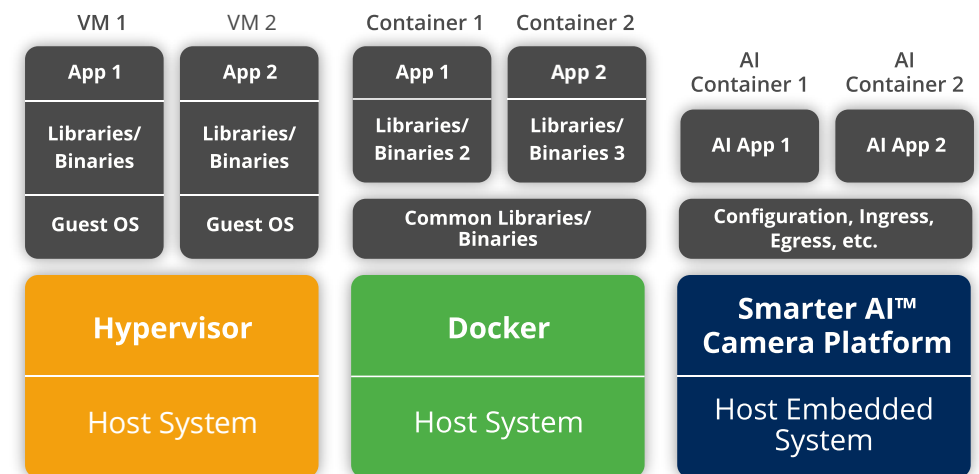 VM 1
VM 2
App 1
App 2
Libraries/
Binaries
Libraries/
Binaries
Guest OS
Guest OS
Hypervisor
Host System
Container 1
Container 2
App 1
App 2
Libraries/
Binaries 2
Libraries/
Binaries 3
Common Libraries/
Binaries
Docker
Host System
AI
Container 1
AI
Container 2
AI App 1
AI App 2
Configuration, Ingress,
Egress, etc.
Smarter AI™
Camera Platform
Host Embedded
System